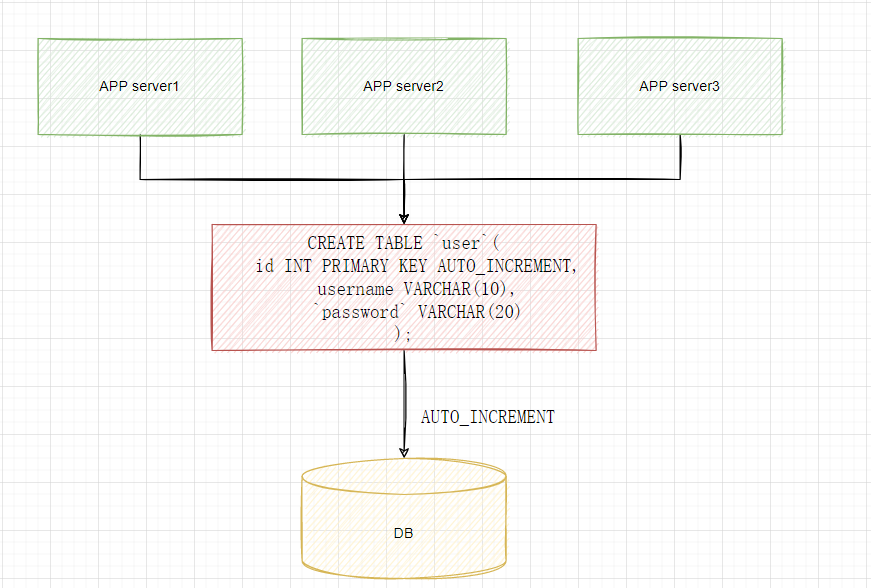 APP server1
APP server2
APP server3
CREATE TABLE `user`(
id INT PRIMARY KEY AUTO_INCREMENT,
username VARCHAR(10),
`password` VARCHAR(20)
);
AUTO_INCREMENT
DB